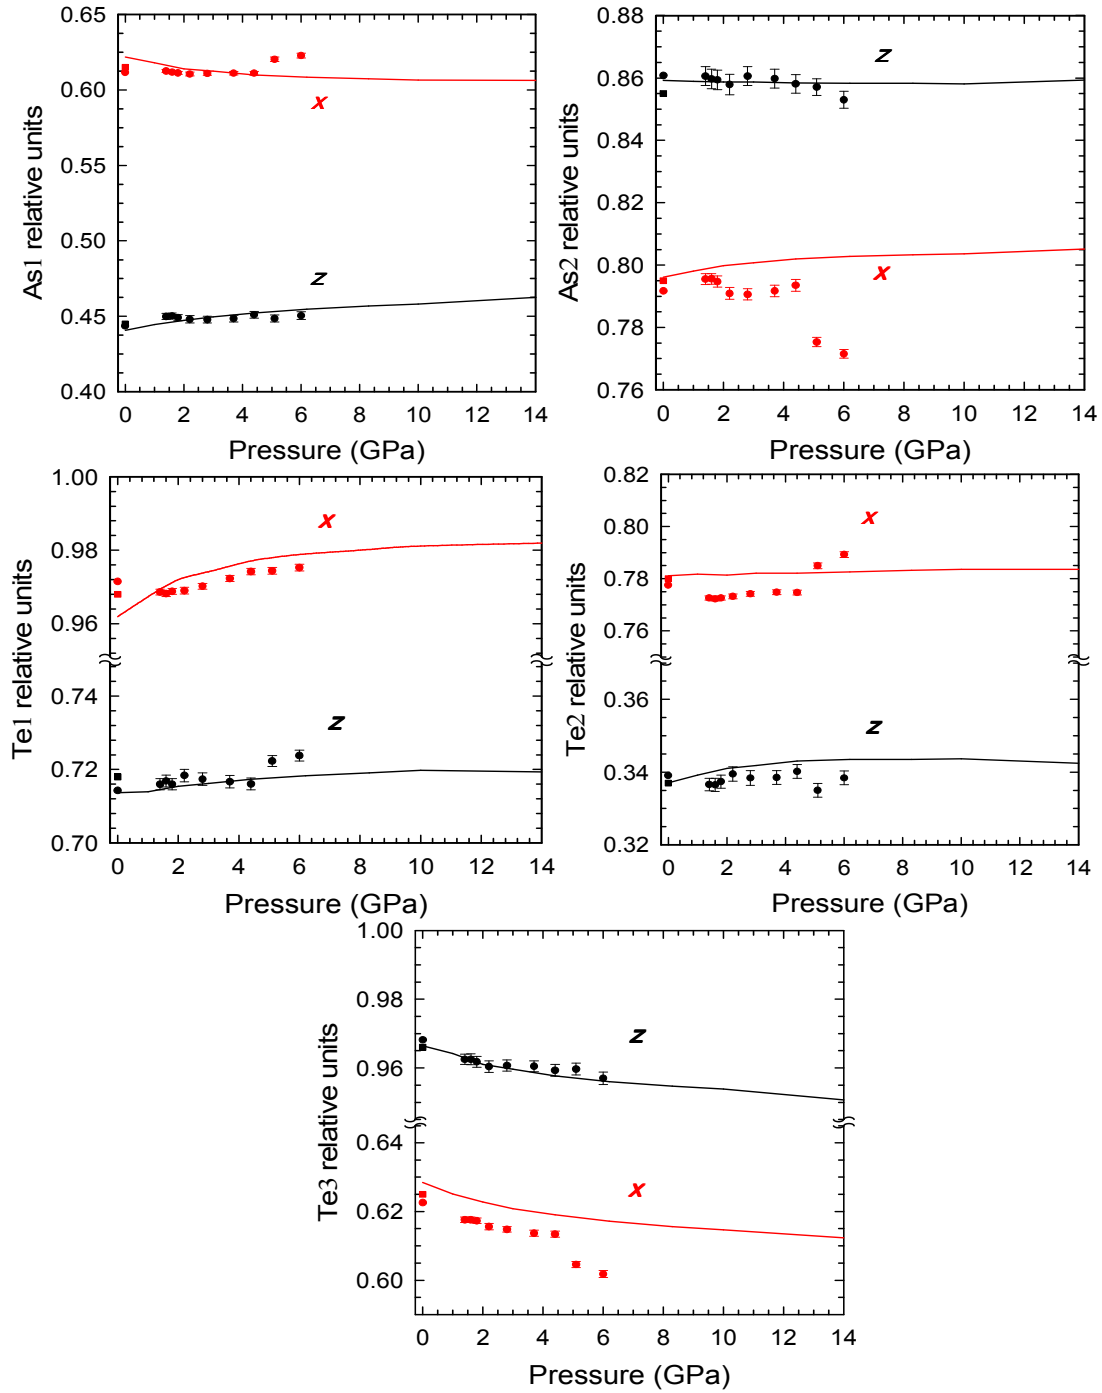 As1 relative units
0.65
0.60
0.55
0.50
0.45
0.40
x
z
0 2 4 6 8 10 12 14
Pressure (GPa)
As2 relative units
0.88
0.86
0.84
0.82
0.80
0.78
0.76
z
x
0 2 4 6 8 10 12 14
Pressure (GPa)
Te1 relative units
1.00
0.98
0.96
0.74
0.72
0.70
x
z
0 2 4 6 8 10 12 14
Pressure (GPa)
Te2 relative units
0.82
0.80
0.78
0.76
0.36
0.34
0.32
x
z
0 2 4 6 8 10 12 14
Pressure (GPa)
Te3 relative units
1.00
0.98
0.96
0.64
0.62
0.60
z
x
0 2 4 6 8 10 12 14
Pressure (GPa)